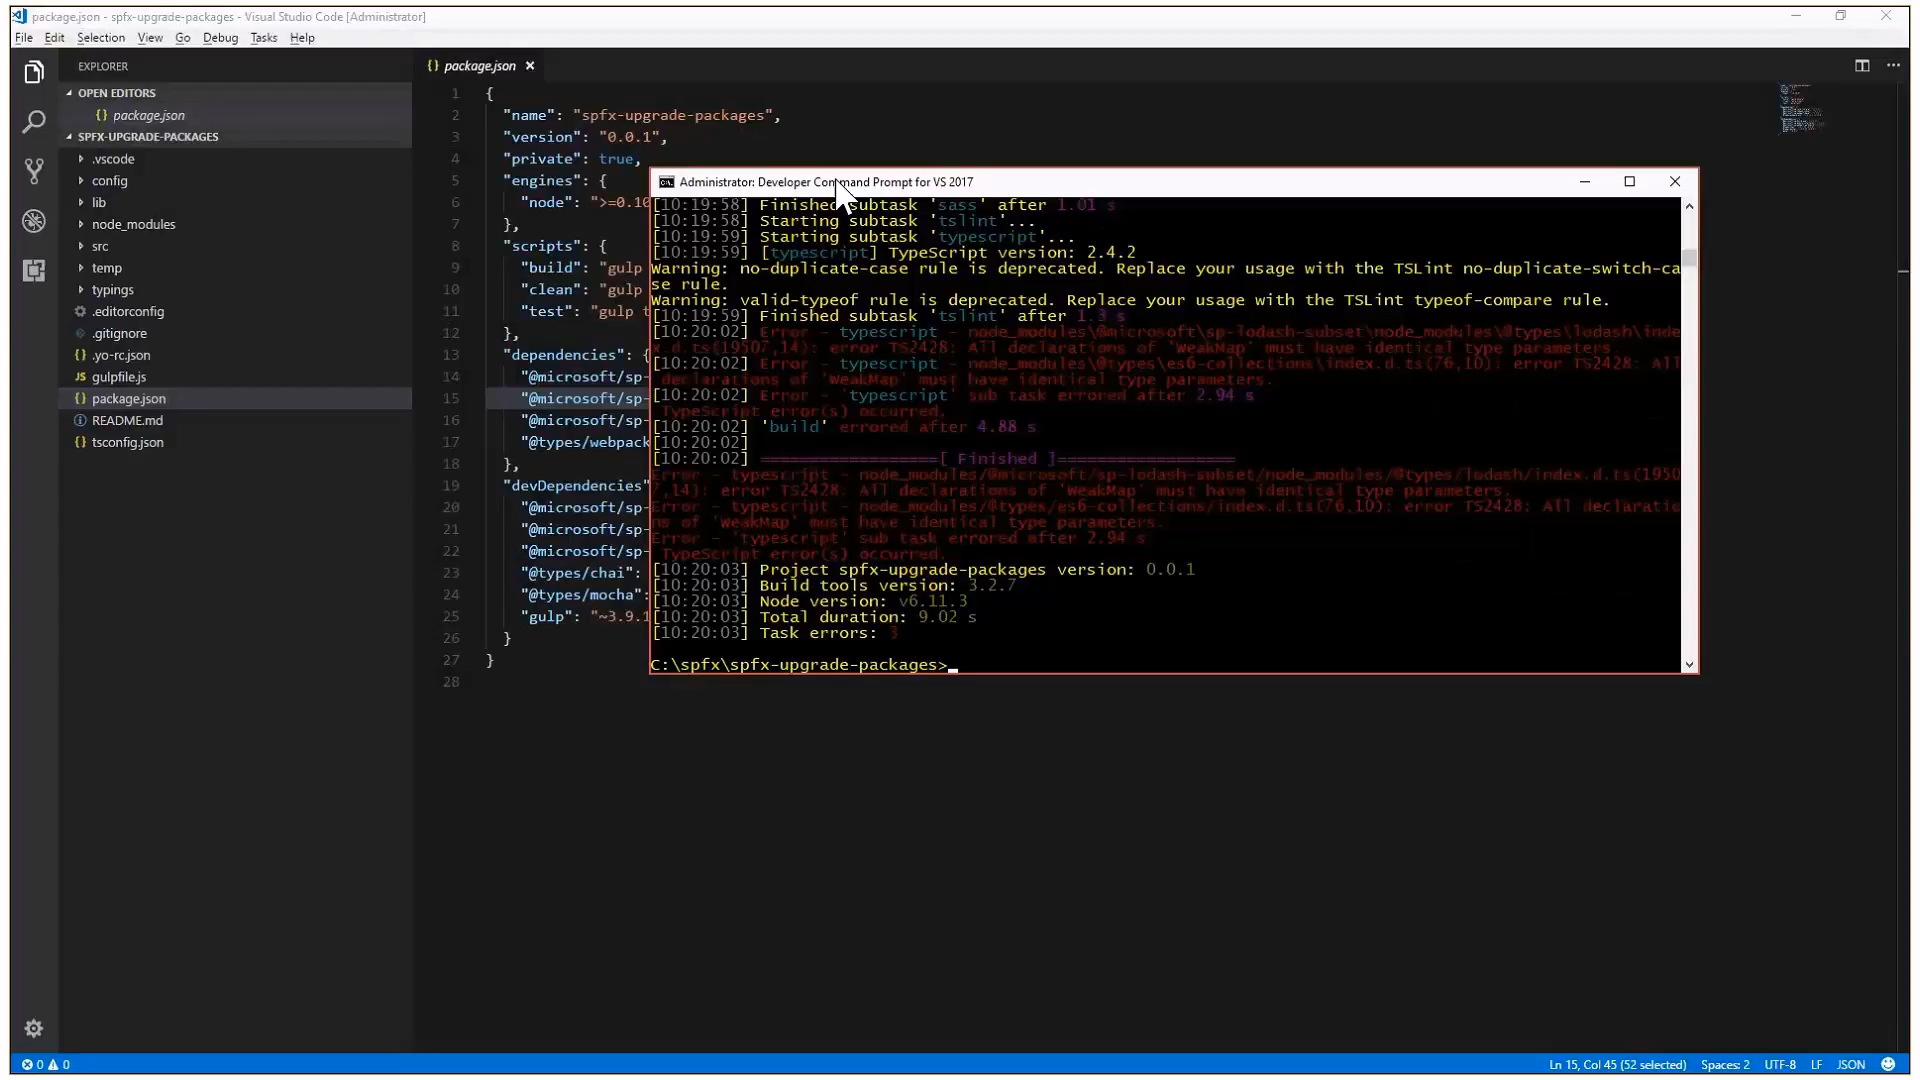 package.json - spfx-upgrade-packages - Visual Studio Code [Administrator]
File Edit Selection View Go Debug Tasks Help
EXPLORER
OPEN EDITORS
{} package.json
SPFX-UPGRADE-PACKAGES
.vscode
config
lib
node_modules
src
temp
typings
.editorconfig
.gitignore
{} .yo-rc.json
JS gulpfile.js
{} package.json
README.md
{} tsconfig.json
{} package.json ×
1 {
2 "name": "spfx-upgrade-packages",
3 "version": "0.0.1",
4 "private": true,
5 "engines": {
6 "node": ">=0.10
7 },
8 "scripts": {
9 "build": "gulp
10 "clean": "gulp
11 "test": "gulp t
12 },
13 "dependencies": {
14 "@microsoft/sp-
15 "@microsoft/sp-
16 "@microsoft/sp-
17 "@types/webpack
18 },
19 "devDependencies"
20 "@microsoft/sp-
21 "@microsoft/sp-
22 "@microsoft/sp-
23 "@types/chai":
24 "@types/mocha"
25 "gulp": "~3.9.1
26 }
27 }
28
Administrator: Developer Command Prompt for VS 2017
[10:19:58] Finished subtask 'sass' after 1.01 s
[10:19:58] Starting subtask 'tslint'...
[10:19:59] Starting subtask 'typescript'...
[10:19:59] [typescript] TypeScript version: 2.4.2
Warning: no-duplicate-case rule is deprecated. Replace your usage with the TSLint no-duplicate-switch-ca
se rule.
Warning: valid-typeof rule is deprecated. Replace your usage with the TSLint typeof-compare rule.
[10:19:59] Finished subtask 'tslint' after 1.3 s
[10:20:02] Error - typescript - node_modules\@microsoft\sp-lodash-subset\node_modules\@types\lodash\inde
x.d.ts(19507,14): error TS2428: All declarations of 'WeakMap' must have identical type parameters.
[10:20:02] Error - typescript - node_modules\@types\es6-collections\index.d.ts(76,10): error TS2428: All
declarations of 'WeakMap' must have identical type parameters.
[10:20:02] Error - 'typescript' sub task errored after 2.94 s
TypeScript error(s) occurred.
[10:20:02] 'build' errored after 4.88 s
[10:20:02]
[10:20:02] ==================[ Finished ]==================
Error - typescript - node_modules/@microsoft/sp-lodash-subset/node_modules/@types/lodash/index.d.ts(1950
7,14): error TS2428: All declarations of 'WeakMap' must have identical type parameters.
Error - typescript - node_modules/@types/es6-collections/index.d.ts(76,10): error TS2428: All declaratio
ns of 'WeakMap' must have identical type parameters.
Error - 'typescript' sub task errored after 2.94 s
TypeScript error(s) occurred.
[10:20:03] Project spfx-upgrade-packages version: 0.0.1
[10:20:03] Build tools version: 3.2.7
[10:20:03] Node version: v6.11.3
[10:20:03] Total duration: 9.02 s
[10:20:03] Task errors: 3
C:\spfx\spfx-upgrade-packages>_
0 0 Ln 15, Col 45 (52 selected) Spaces: 2 UTF-8 LF JSON